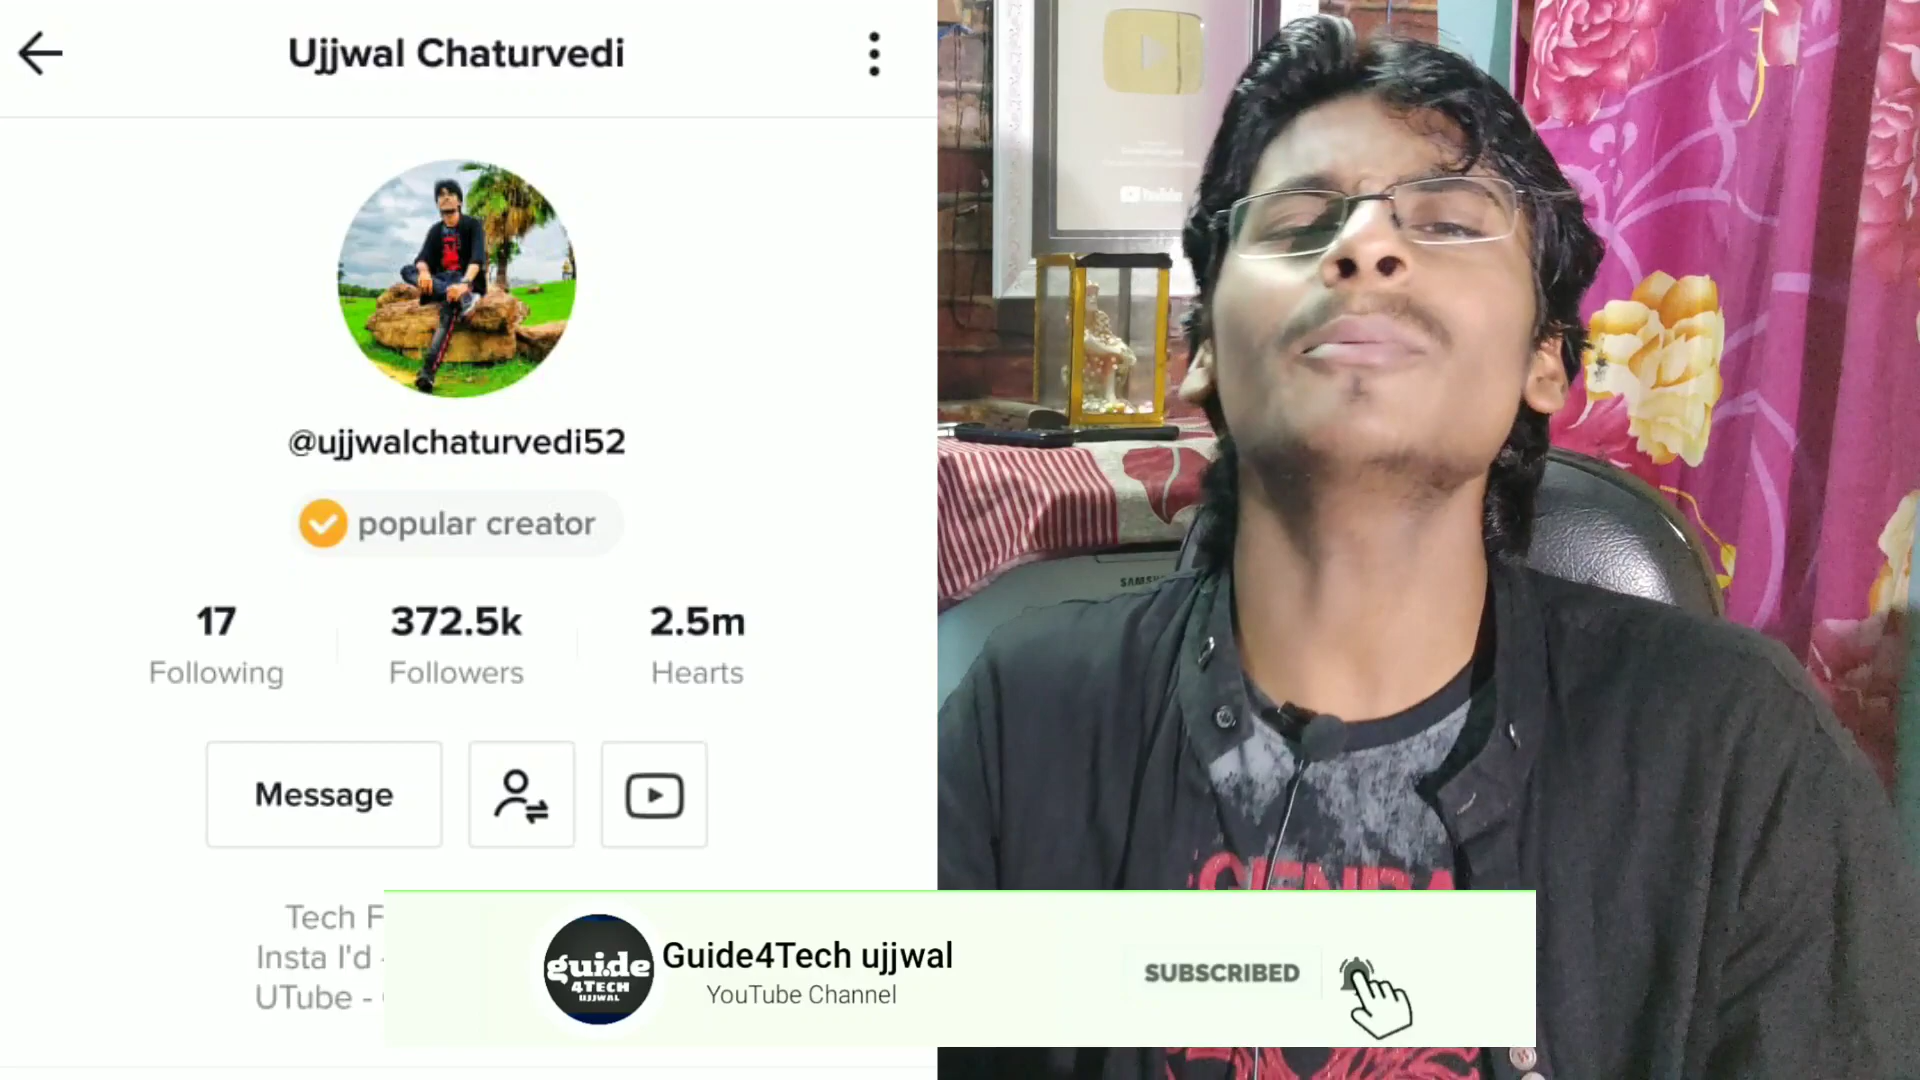 Ujjwal Chaturvedi
@ujjwalchaturvedi52
popular creator
17
Following
372.5k
Followers
2.5m
Hearts
Message
Tech F
Insta I'd
UTube -
guide
4TECH
UJJWAL
Guide4Tech ujjwal
YouTube Channel
SUBSCRIBED
YouTube